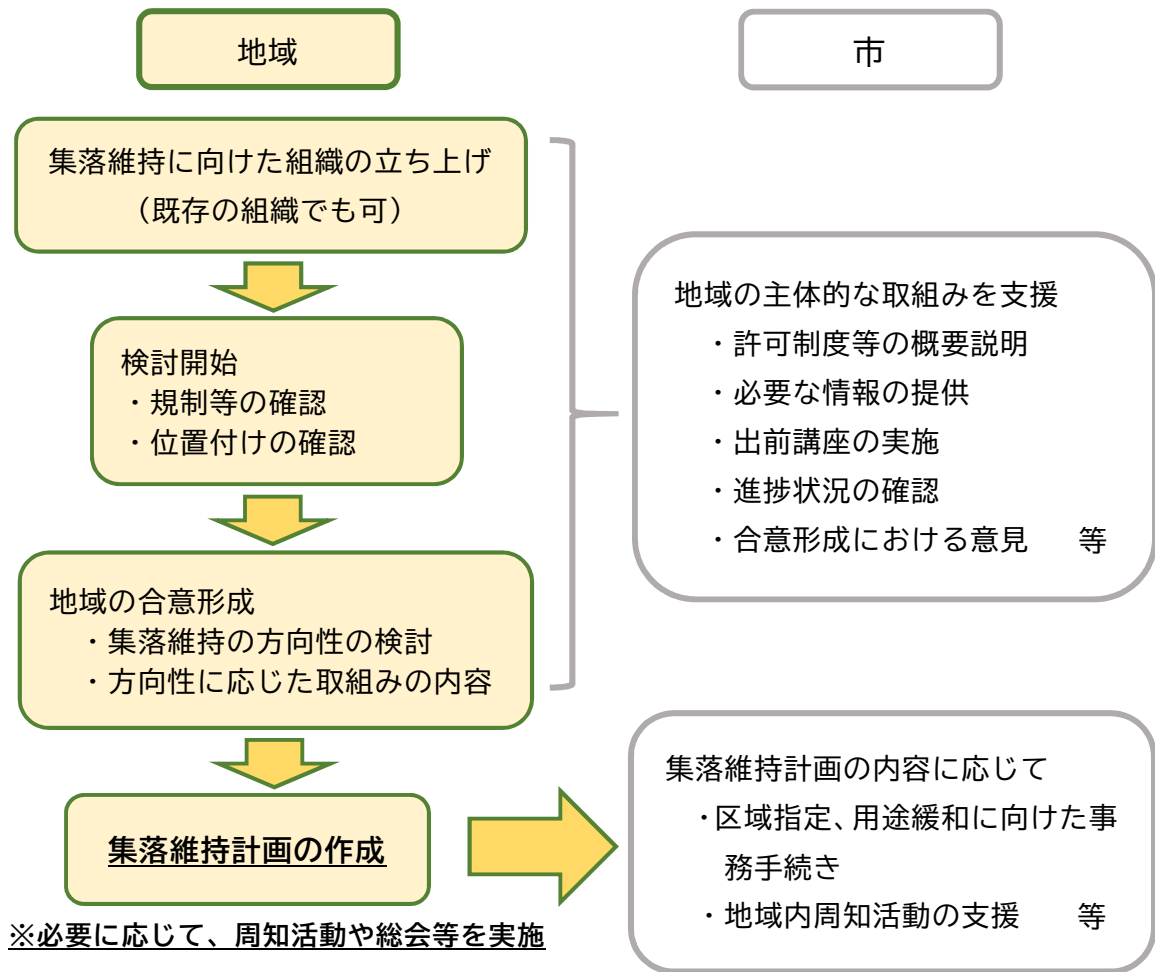 地域
市
集落維持に向けた組織の立ち上げ
（既存の組織でも可）
検討開始
・規制等の確認
・位置付けの確認
地域の合意形成
・集落維持の方向性の検討
・方向性に応じた取組みの内容
集落維持計画の作成
※必要に応じて、周知活動や総会等を実施
地域の主体的な取組みを支援
・許可制度等の概要説明
・必要な情報の提供
・出前講座の実施
・進捗状況の確認
・合意形成における意見　等
集落維持計画の内容に応じて
・区域指定、用途緩和に向けた事
務手続き
・地域内周知活動の支援　等